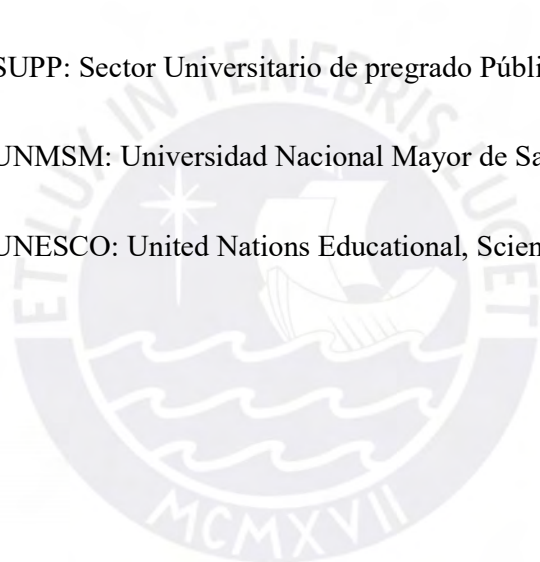 SUPP: Sector Universitario de pregrado Públi
UNMSM: Universidad Nacional Mayor de Sa
UNESCO: United Nations Educational, Scien
ET LUX IN TENEBRIS LUCET
MCMXVII